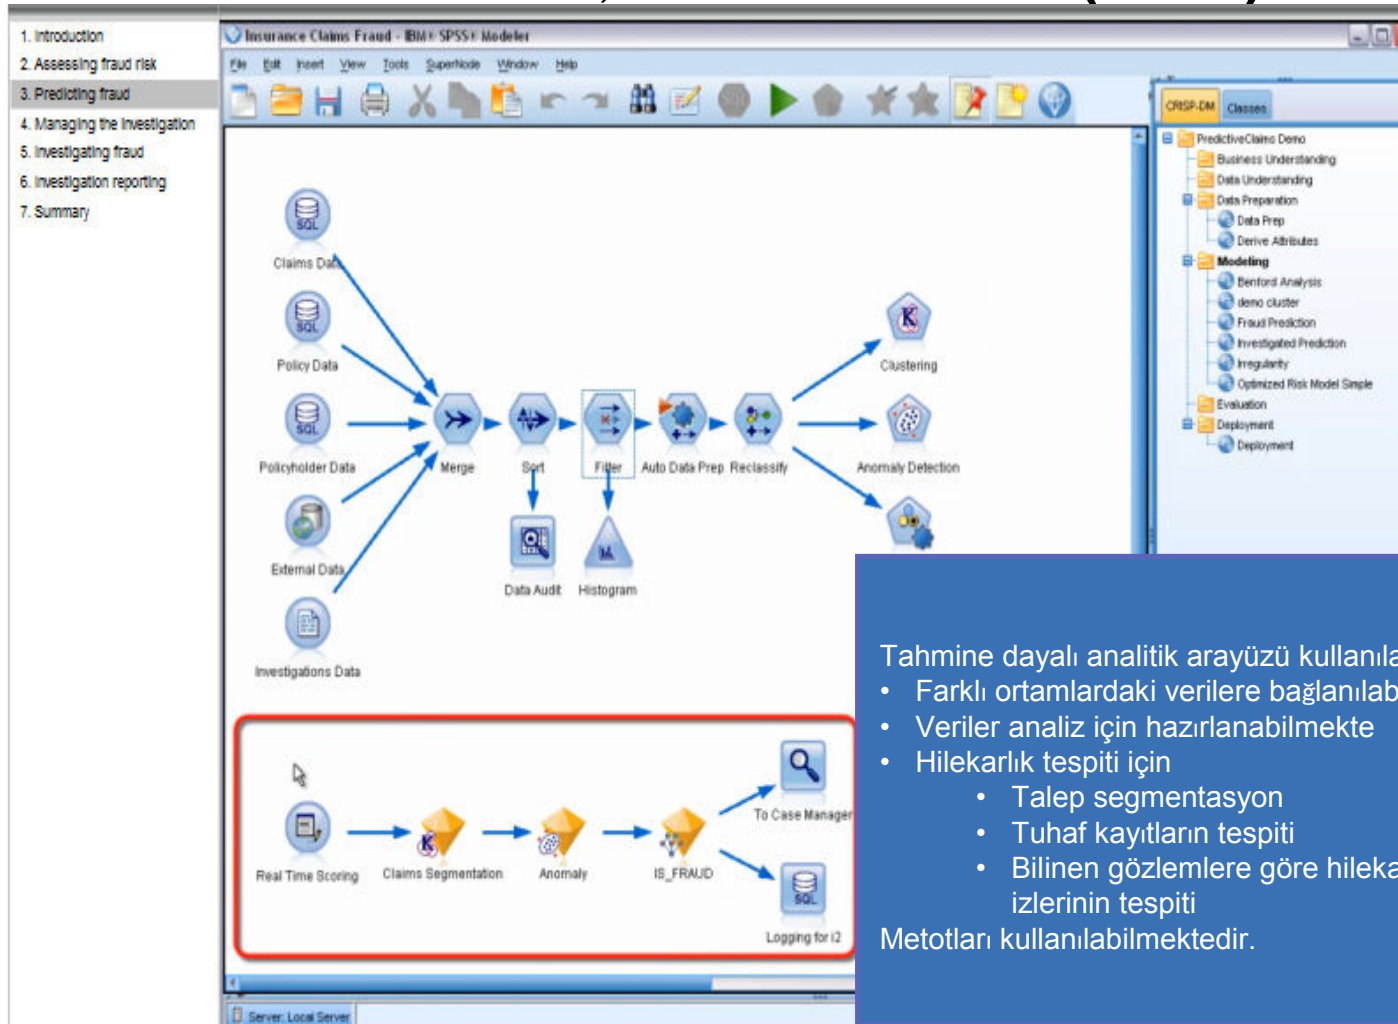 1. Introduction
2. Assessing fraud risk
3. Predicting fraud
4. Managing the Investigation
5. Investigating fraud
6. Investigation reporting
7. Summary
Insurance Claims Fraud - IBM® SPSS® Modeler
File Edit Insert View Tools SuperNode Window Help
CRISP-DM Classes
PredictiveClaims Demo
Business Understanding
Data Understanding
Data Preparation
Data Prep
Derive Attributes
Modeling
Benford Analysis
demo cluster
Fraud Prediction
Investigated Prediction
Irregularity
Optimized Risk Model Simple
Evaluation
Deployment
Deployment
SQL
Claims Data
SQL
Policy Data
Clustering
SQL
Policyholder Data
Merge
Sort
Filter
Auto Data Prep
Reclassify
Anomaly Detection
External Data
Data Audit
Histogram
Investigations Data
To Case Manager
Real Time Scoring
Claims Segmentation
Anomaly
IS_FRAUD
SQL
Logging for i2
Server: Local Server
Tahmine dayalı analitik arayüzü kullanıla
• Farklı ortamlardaki verilere bağlanılab
• Veriler analiz için hazırlanabilmekte
• Hilekarlık tespiti için
• Talep segmentasyon
• Tuhaf kayıtların tespiti
• Bilinen gözlemlere göre hileka
izlerinin tespiti
Metotları kullanılabilmektedir.